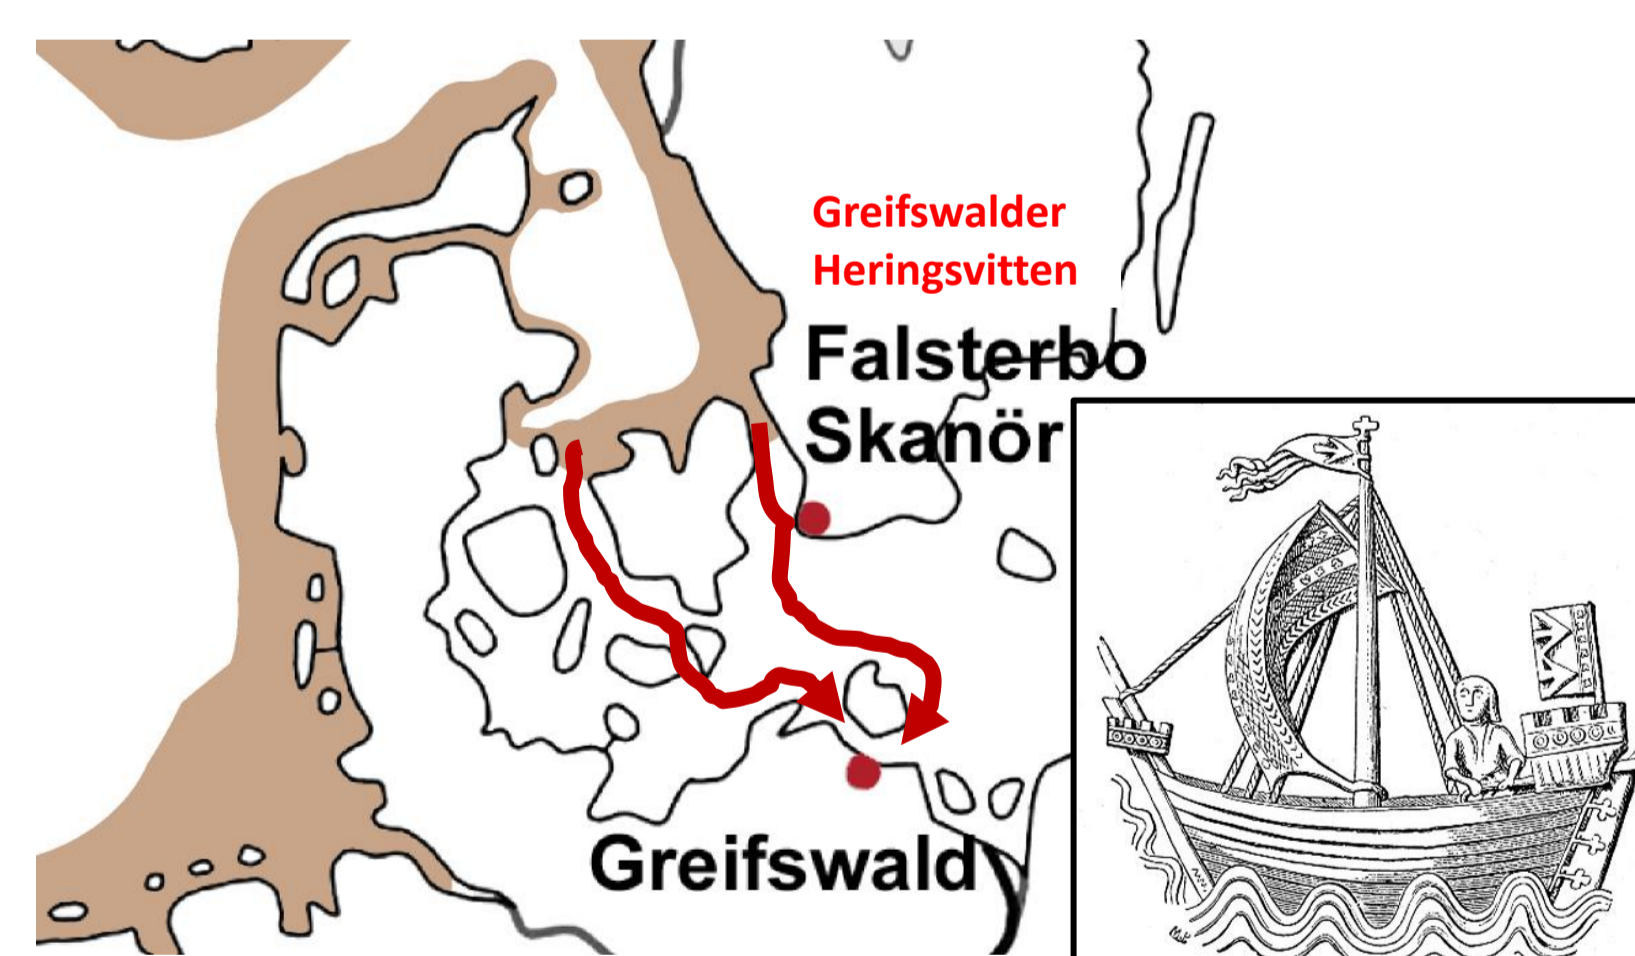 Greifswalder
Heringsvitten
Falsterbo
Skanör
Greifswald